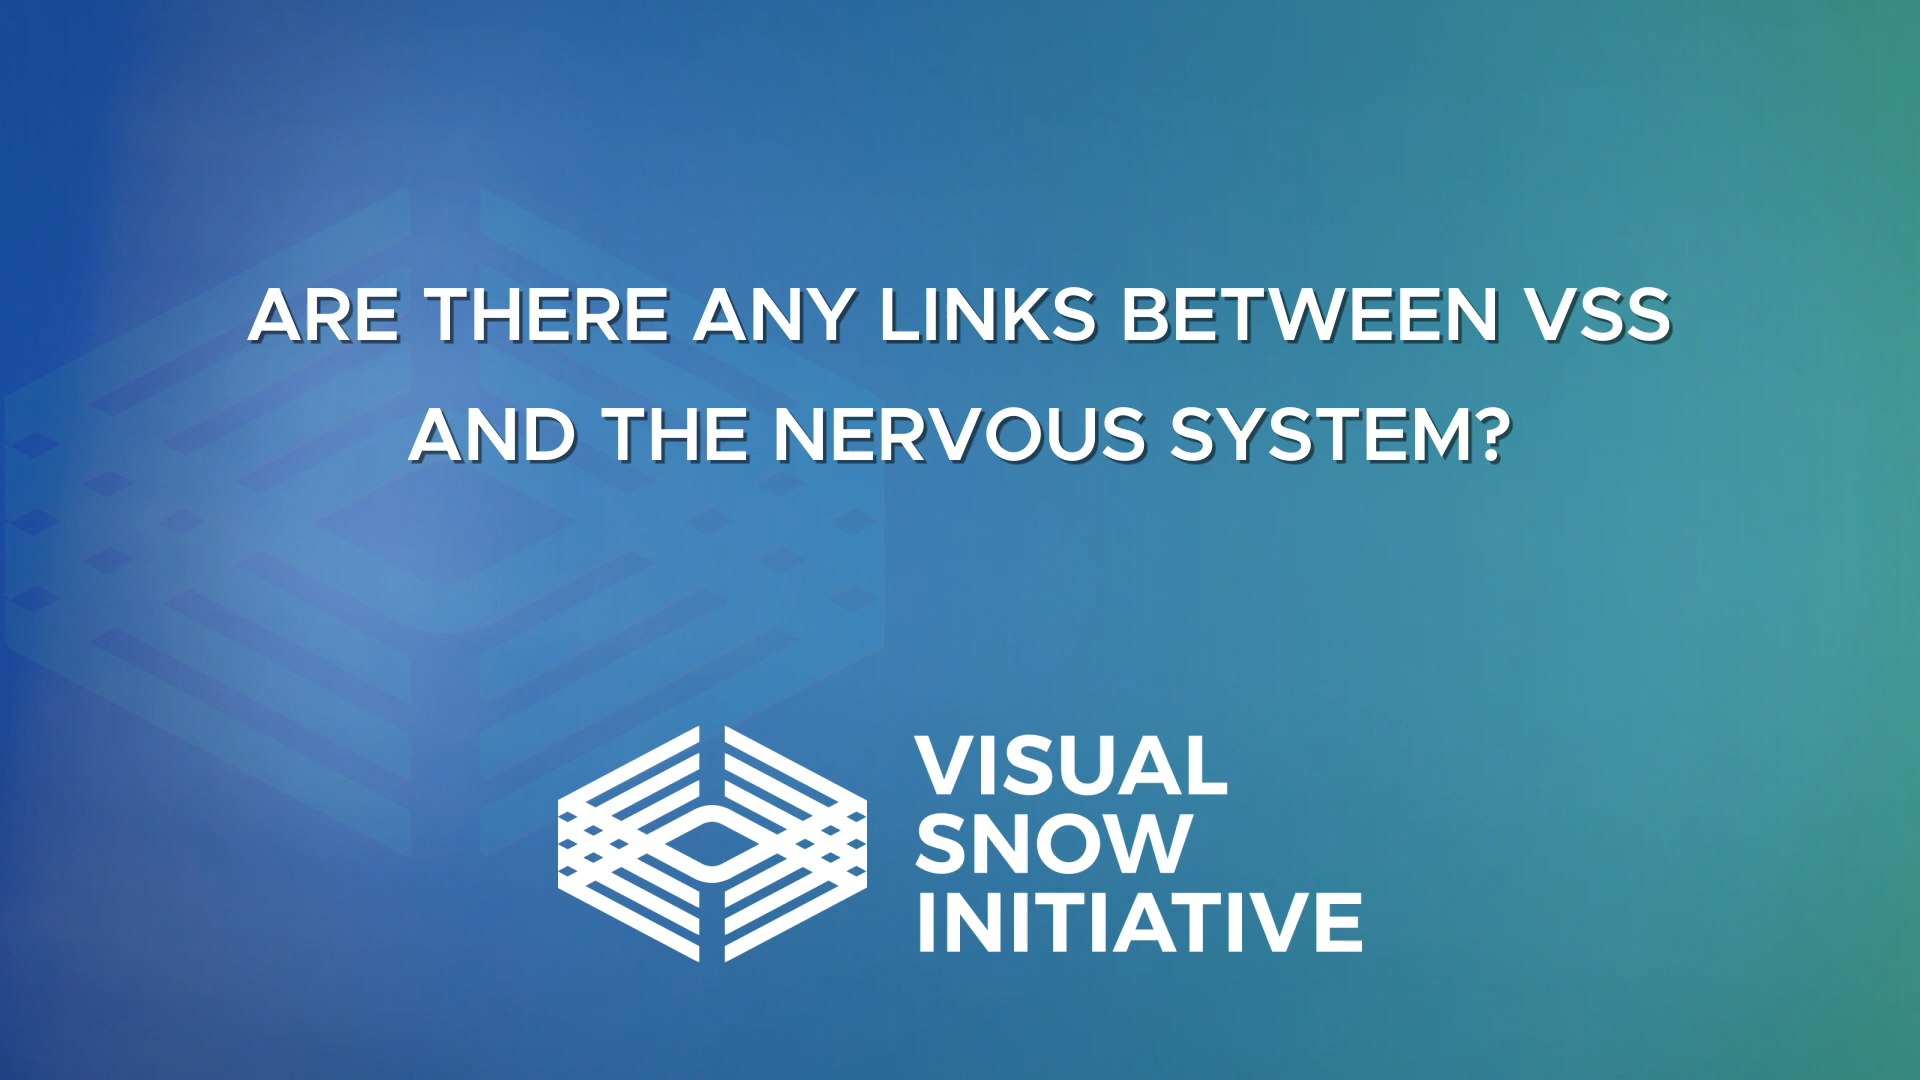 ARE THERE ANY LINKS BETWEEN VSS
AND THE NERVOUS SYSTEM?
VISUAL
SNOW
INITIATIVE